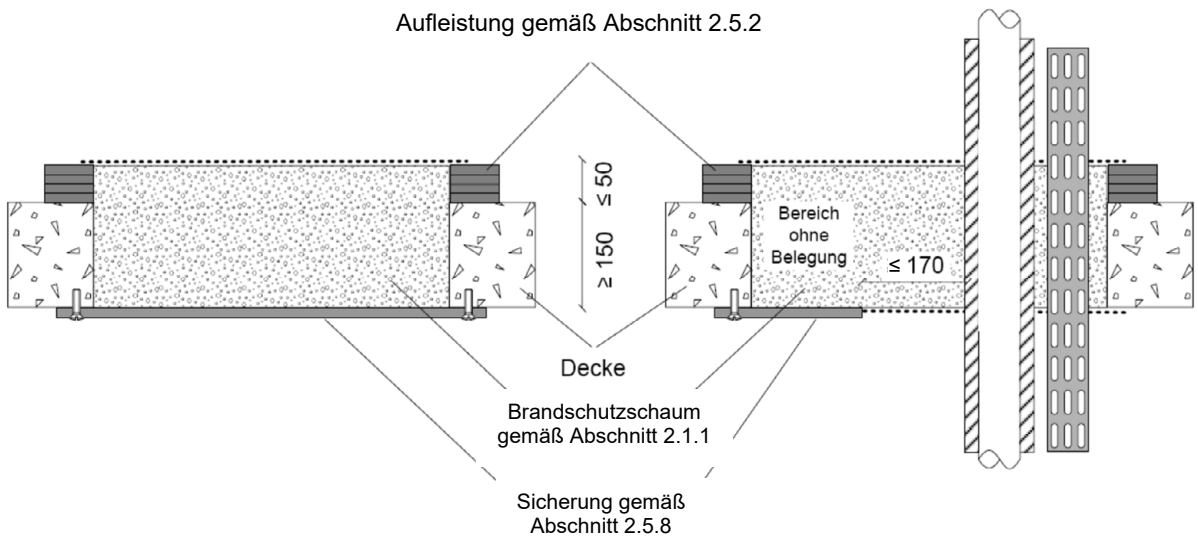 Aufleistung gemäß Abschnitt 2.5.2
≤ 50
≥ 150
Bereich
ohne
Belegung
≤ 170
Decke
Brandschutzschaum
gemäß Abschnitt 2.1.1
Sicherung gemäß
Abschnitt 2.5.8